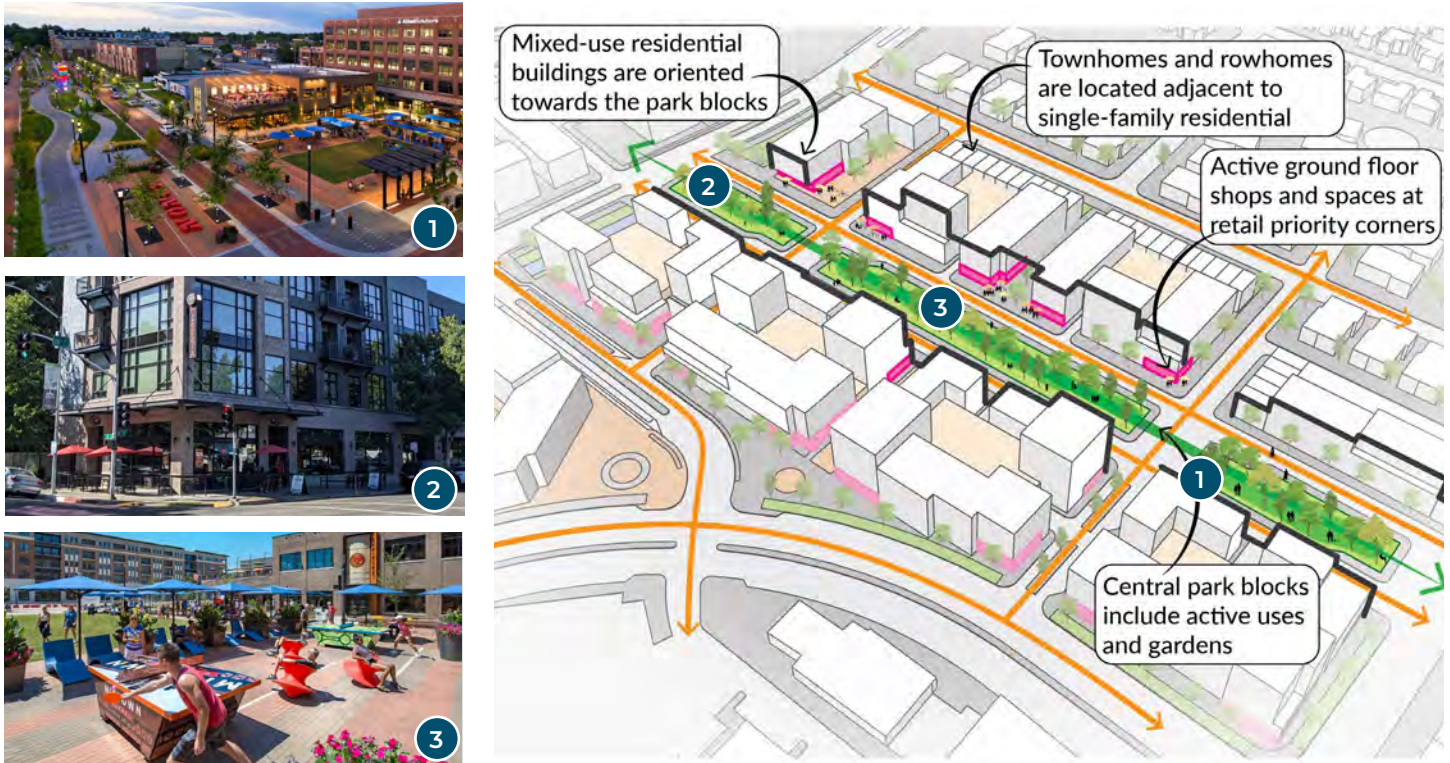 1
2
3
Mixed-use residential
buildings are oriented
towards the park blocks
Townhomes and rowhomes
are located adjacent to
single-family residential
Active ground floor
shops and spaces at
retail priority corners
2
3
1
Central park blocks
include active uses
and gardens